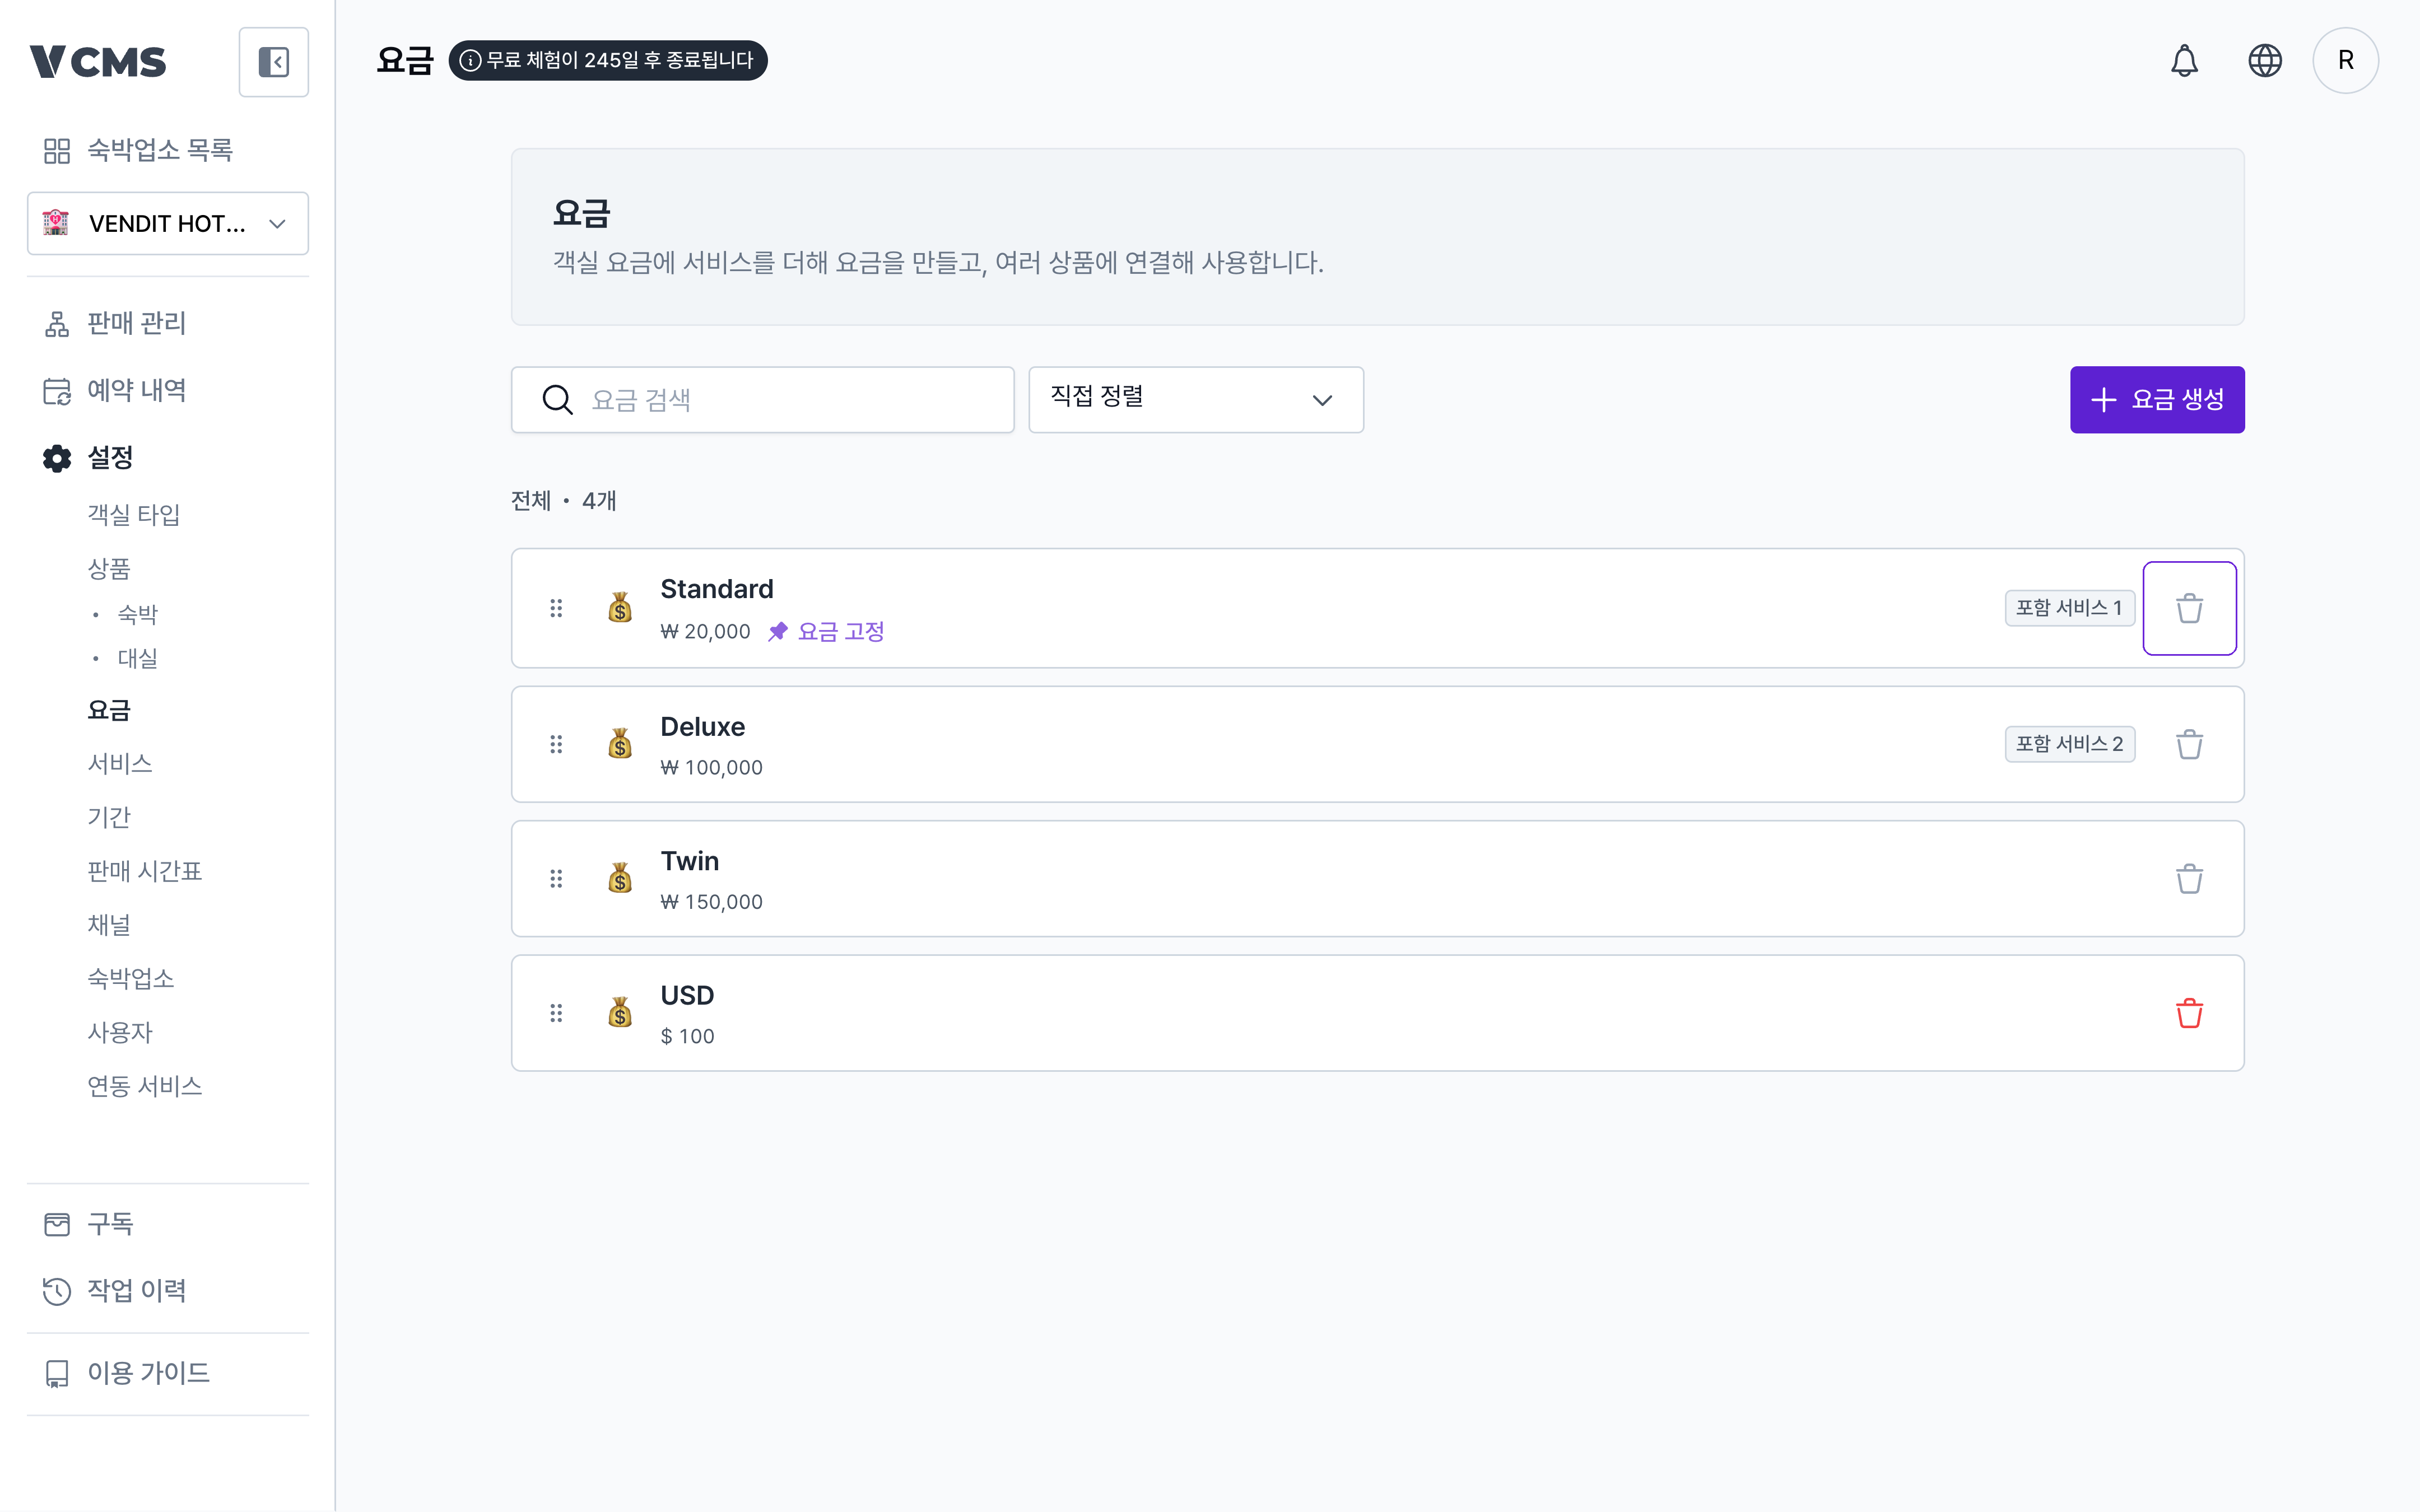 VCMS
숙박업소 목록
VENDIT HOT...
판매 관리
예약 내역
설정
객실 타입
상품
• 숙박
• 대실
요금
서비스
기간
판매 시간표
채널
숙박업소
사용자
연동 서비스
구독
작업 이력
이용 가이드
요금 무료 체험이 245일 후 종료됩니다
R
요금
객실 요금에 서비스를 더해 요금을 만들고, 여러 상품에 연결해 사용합니다.
요금 검색
직접 정렬
요금 생성
전체 • 4개
Standard
₩ 20,000 요금 고정
포함 서비스 1
Deluxe
₩ 100,000
포함 서비스 2
Twin
₩ 150,000
USD
$ 100